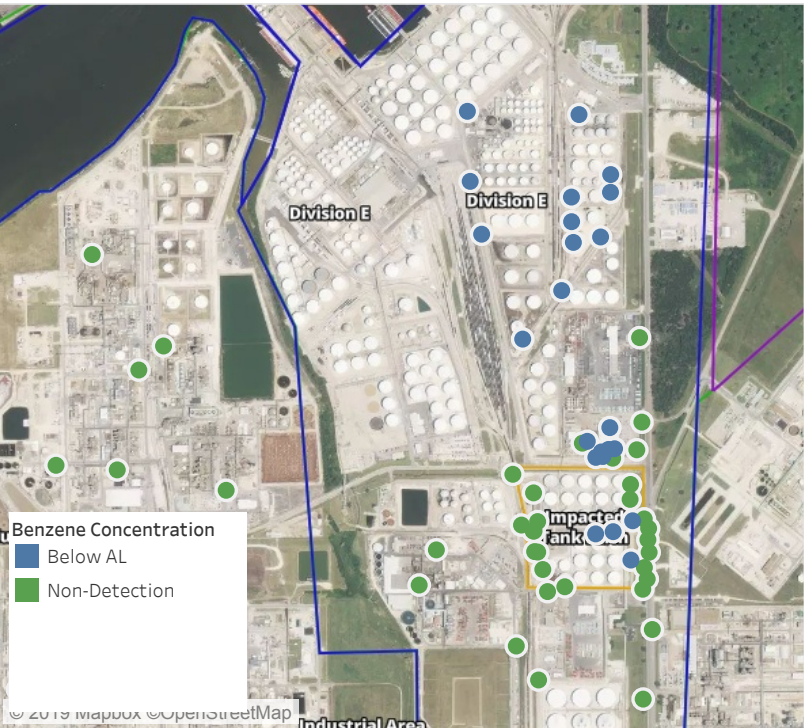 Division E
Division E
Impacted
Tank
Benzene Concentration
Below AL
Non-Detection
© 2019 Mapbox ©OpenStreetMap
Industrial Area